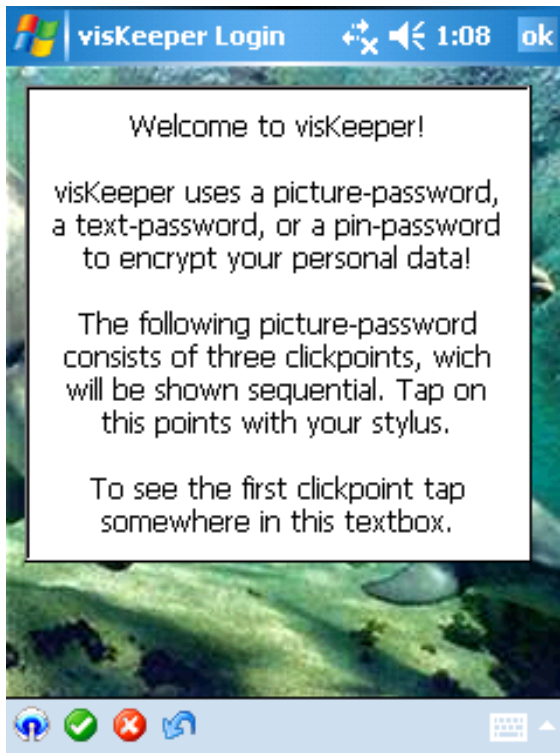 visKeeper Login 1:08 ok
Welcome to visKeeper!
visKeeper uses a picture-password,
a text-password, or a pin-password
to encrypt your personal data!
The following picture-password
consists of three clickpoints, wich
will be shown sequential. Tap on
this points with your stylus.
To see the first clickpoint tap
somewhere in this textbox.